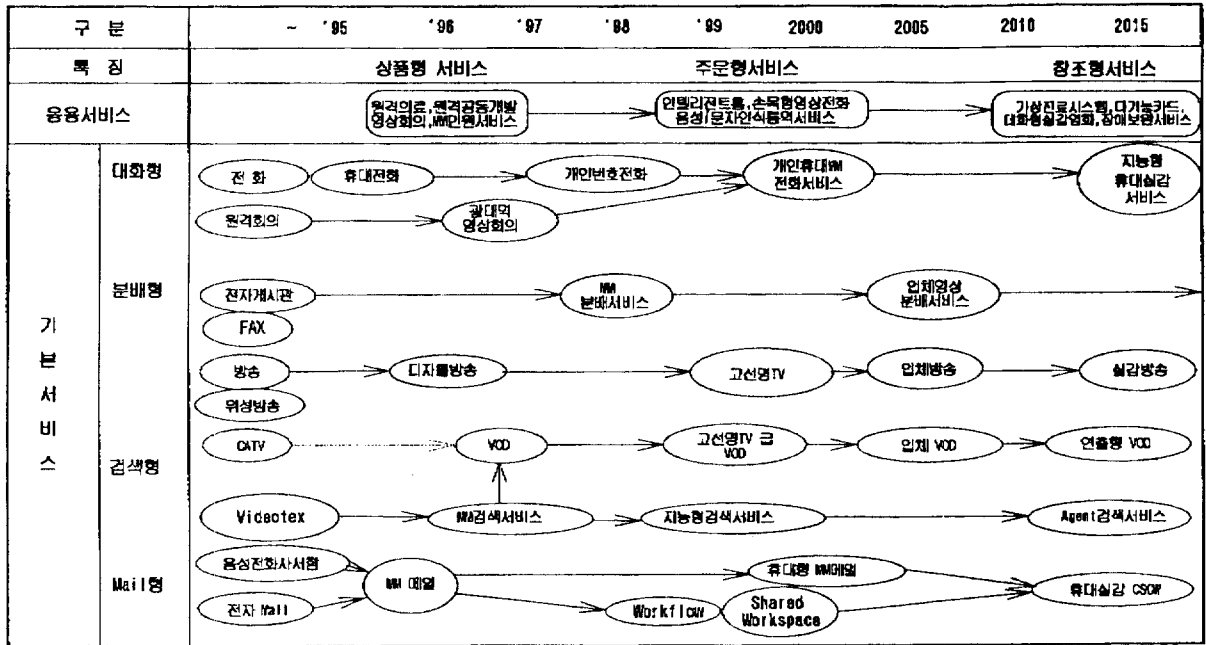 구 분 ~ '95 '96 '97 '98 '99 2000 2005 2010 2015
특 징 상품형 서비스 주문형서비스 창조형서비스
응용서비스
원격의료,원격공동개발
영상회의,MM민원서비스
인텔리전트홈,손목형영상전화
음성/문자인식통역서비스
가상진료시스템,다기능카드,
대화형실감영화,장애보완서비스
기본서비스
대화형
전 화 휴대전화 개인번호전화
개인휴대MM
전화서비스
지능형
휴대실감
서비스
원격회의
광대역
영상회의
분배형
전자게시판
MM
분배서비스
입체영상
분배서비스
FAX
방송 디지틀방송 고선명TV 입체방송 실감방송
위성방송
CATV VOD
고선명TV 급
VOD
입체 VOD 연출형 VOD
검색형
Videotex MM검색서비스 지능형검색서비스 Agent검색서비스
Mail형
음성전화사서함
MM 메일
휴대형 MM메일
휴대실감 CSCW
전자 Mail
Workflow
Shared
Workspace